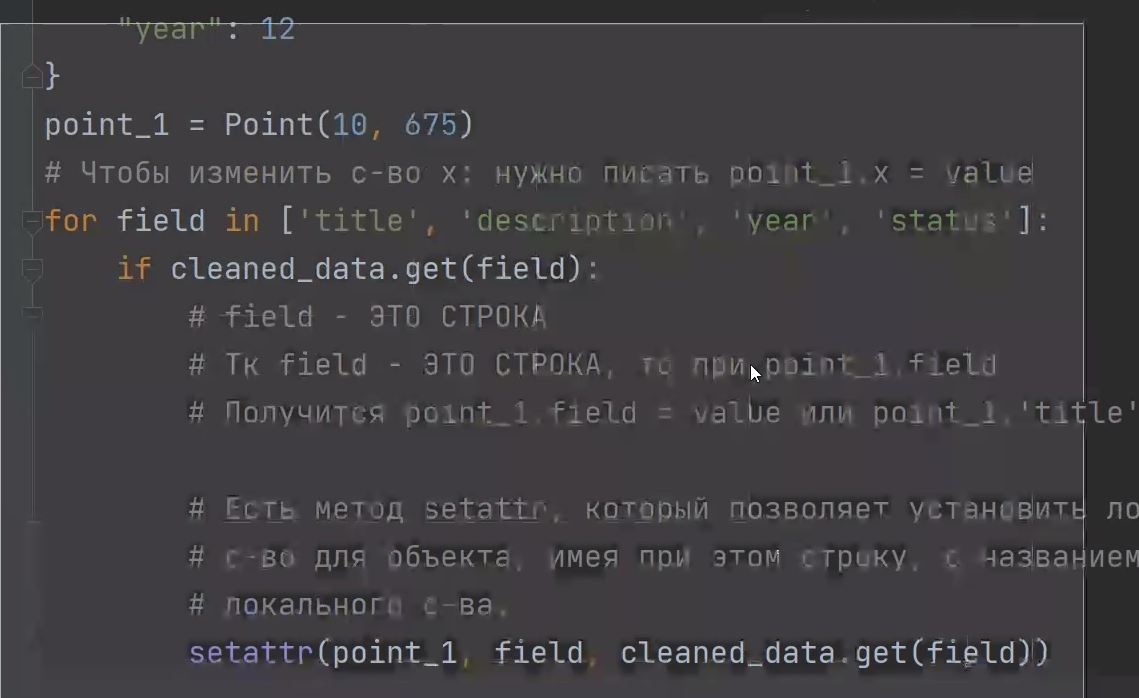 "year": 12
}
point_1 = Point(10, 675)
# Чтобы изменить с-во x: нужно писать point_1.x = value
for field in ['title', 'description', 'year', 'status']:
if cleaned_data.get(field):
# field - ЭТО СТРОКА
# Тк field - ЭТО СТРОКА, то при point_1.field
# Получится point_1.field = value или point_1.'title'
# Есть метод setattr, который позволяет установить ло
# с-во для объекта, имея при этом строку, с названием
# локального с-ва.
setattr(point_1, field, cleaned_data.get(field))